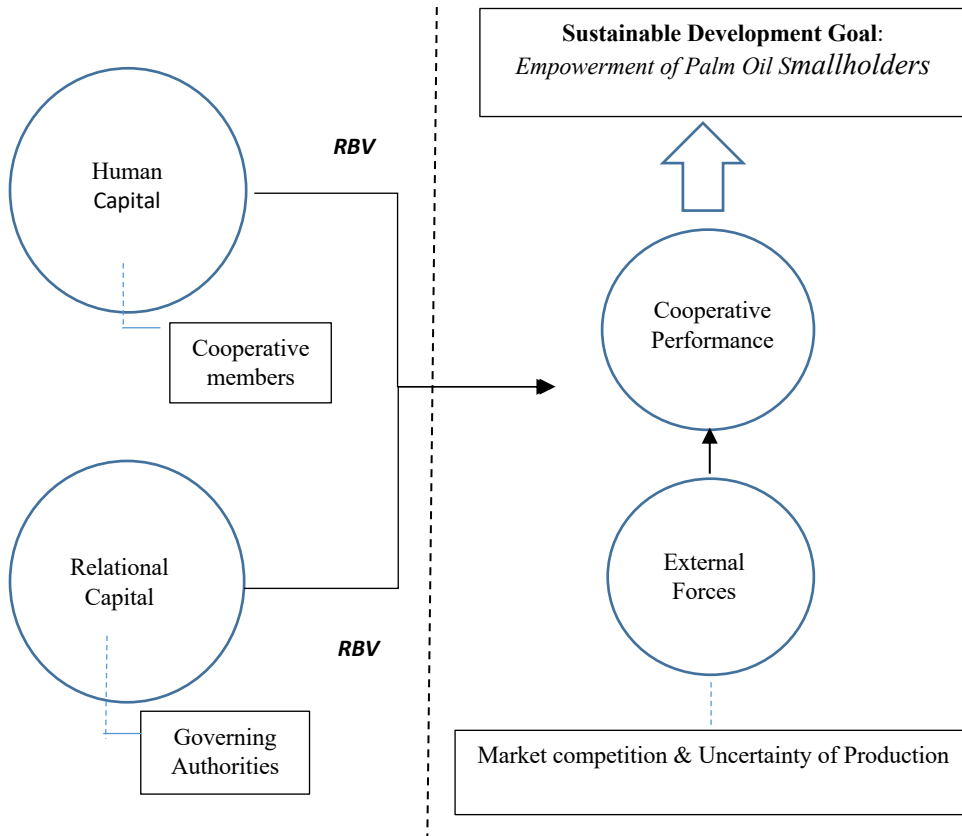 Sustainable Development Goal:
Empowerment of Palm Oil Smallholders
RBV
Human
Capital
Cooperative
members
Cooperative
Performance
Relational
Capital
RBV
Governing
Authorities
External
Forces
Market competition & Uncertainty of Production